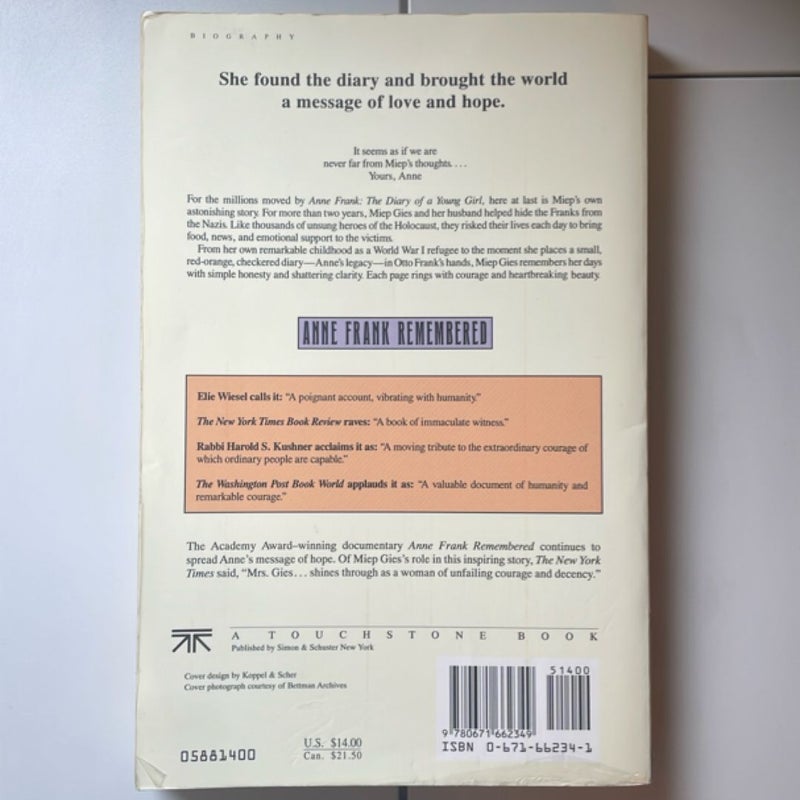 BIOGRAPHY
She found the diary and brought the world
a message of love and hope.
It seems as if we are
never far from Miep's thoughts. . . .
Yours, Anne
For the millions moved by Anne Frank: The Diary of a Young Girl, here at last is Miep's own
astonishing story. For more than two years, Miep Gies and her husband helped hide the Franks from
the Nazis. Like thousands of unsung heroes of the Holocaust, they risked their lives each day to bring
food, news, and emotional support to the victims.
From her own remarkable childhood as a World War I refugee to the moment she places a small,
red-orange, checkered diary—Anne's legacy—in Otto Frank's hands, Miep Gies remembers her days
with simple honesty and shattering clarity. Each page rings with courage and heartbreaking beauty.
ANNE FRANK REMEMBERED
Elie Wiesel calls it: "A poignant account, vibrating with humanity."
The New York Times Book Review raves: "A book of immaculate witness."
Rabbi Harold S. Kushner acclaims it as: "A moving tribute to the extraordinary courage of
which ordinary people are capable."
The Washington Post Book World applauds it as: "A valuable document of humanity and
remarkable courage."
The Academy Award–winning documentary Anne Frank Remembered continues to
spread Anne's message of hope. Of Miep Gies's role in this inspiring story, The New York
Times said, "Mrs. Gies . . . shines through as a woman of unfailing courage and decency."
A TOUCHSTONE BOOK
Published by Simon & Schuster New York
Cover design by Koppel & Scher
Cover photograph courtesy of Bettman Archives
51400
9 780671 662349
ISBN 0-671-66234-1
05881400
U.S. $14.00
Can. $21.50